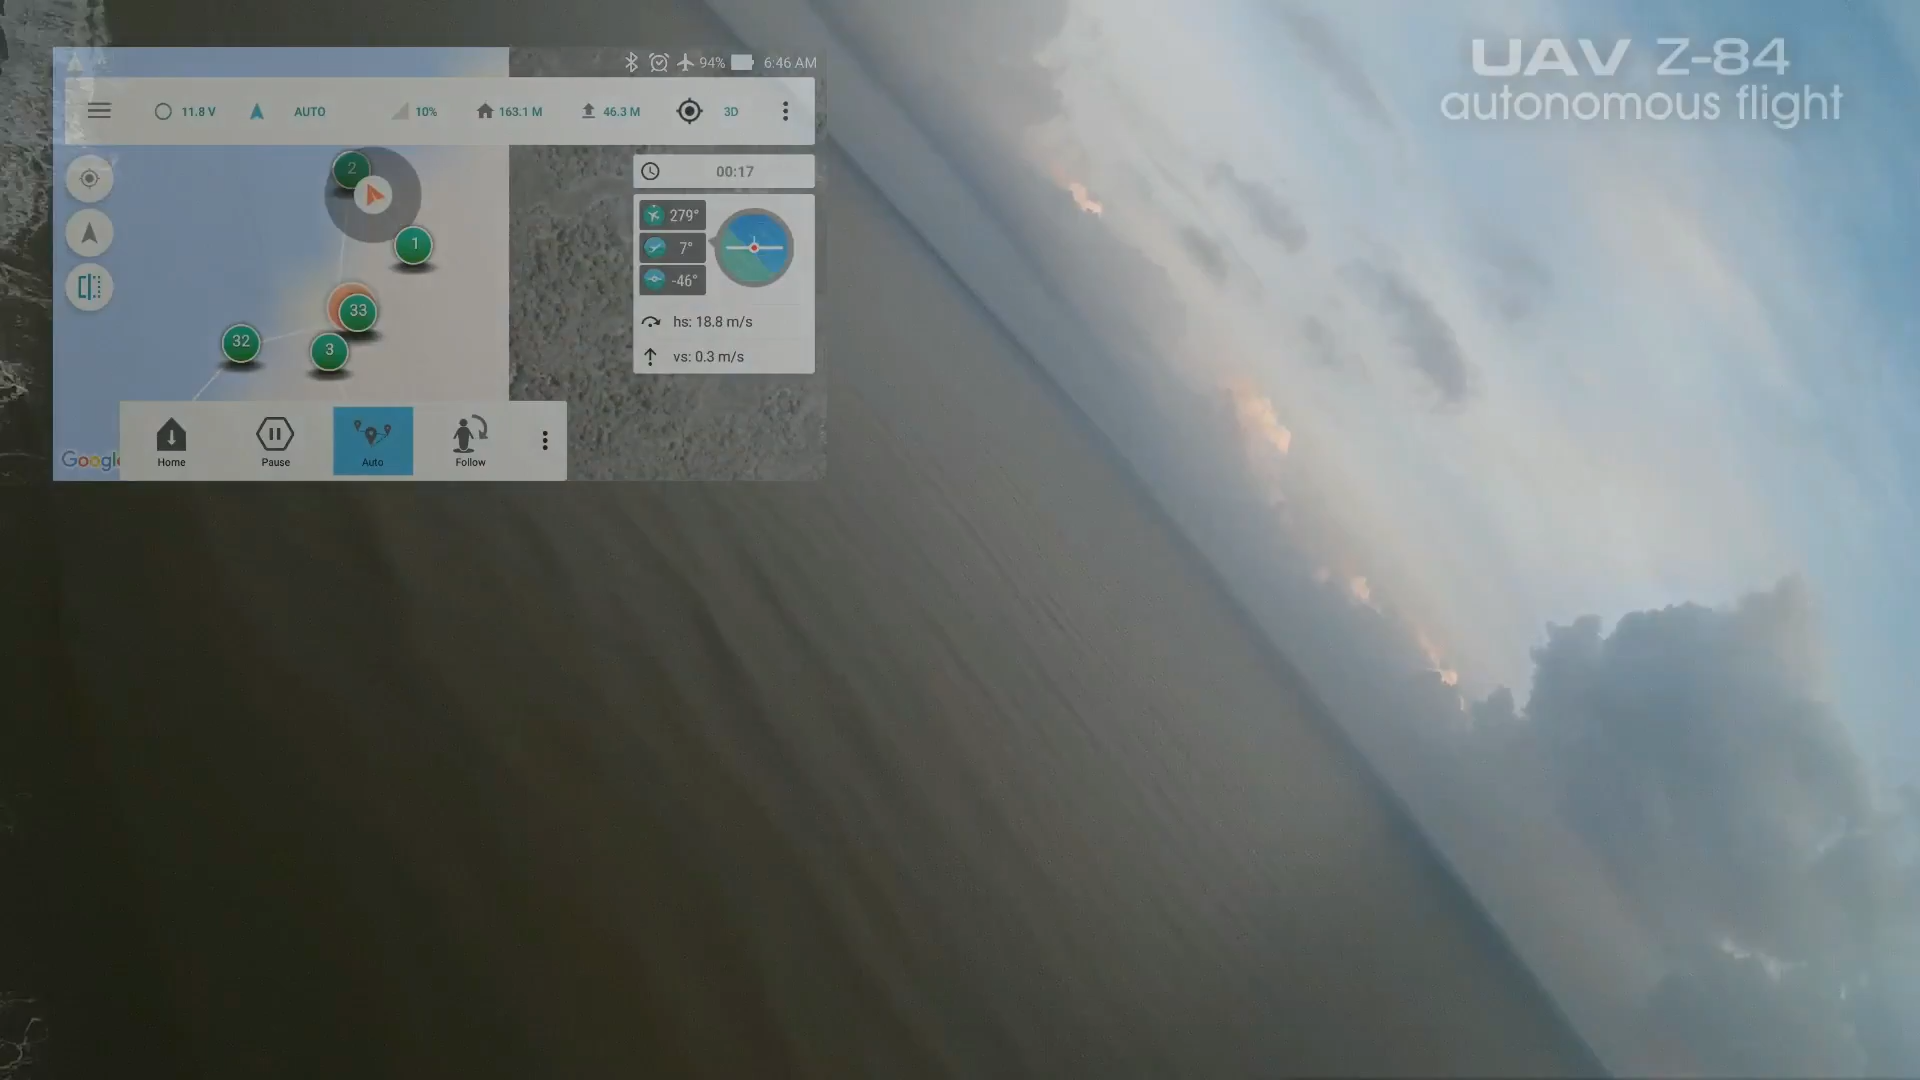 94% 6:46 AM
11.8 V AUTO 10% 163.1 M 46.3 M 3D
00:17
279°
7°
-46°
hs: 18.8 m/s
vs: 0.3 m/s
2
1
33
32
3
Home Pause Auto Follow
Google
UAV Z-84
autonomous flight